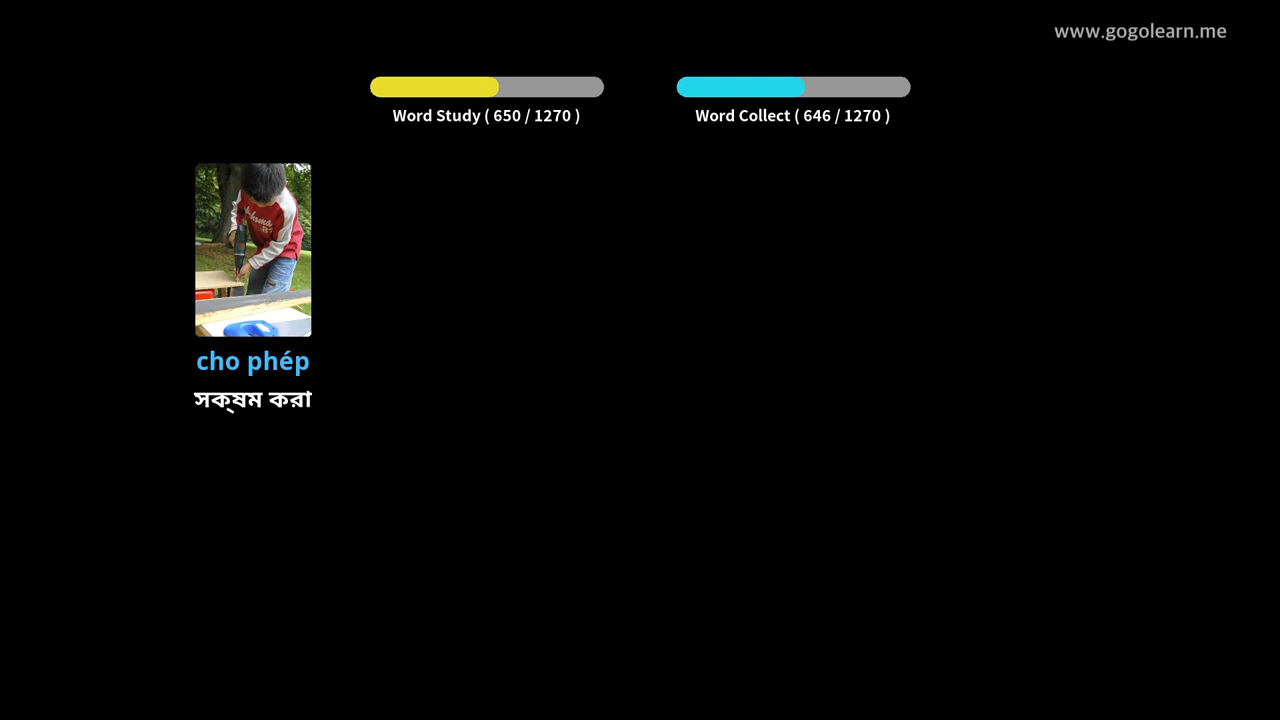 www.gogolearn.me
Word Study ( 650 / 1270 )
Word Collect ( 646 / 1270 )
cho phép
সক্ষম করা